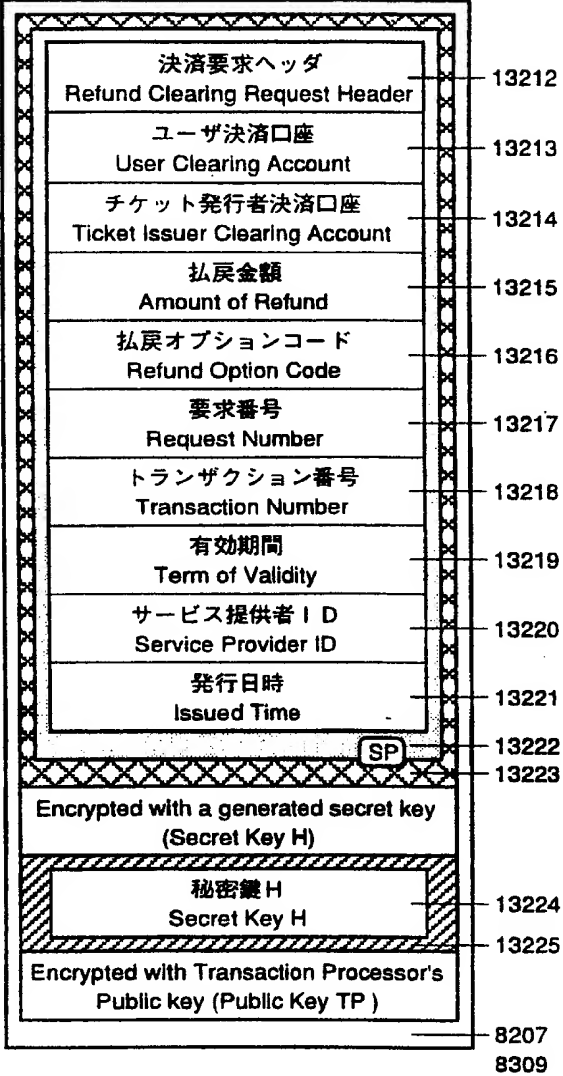 決済要求ヘッダ
Refund Clearing Request Header
13212
ユーザ決済口座
User Clearing Account
13213
チケット発行者決済口座
Ticket Issuer Clearing Account
13214
払戻金額
Amount of Refund
13215
払戻オプションコード
Refund Option Code
13216
要求番号
Request Number
13217
トランザクション番号
Transaction Number
13218
有効期間
Term of Validity
13219
サービス提供者ID
Service Provider ID
13220
発行日時
Issued Time
13221
SP
13222
13223
Encrypted with a generated secret key
(Secret Key H)
秘密鍵H
Secret Key H
13224
13225
Encrypted with Transaction Processor's
Public key (Public Key TP )
8207
8309